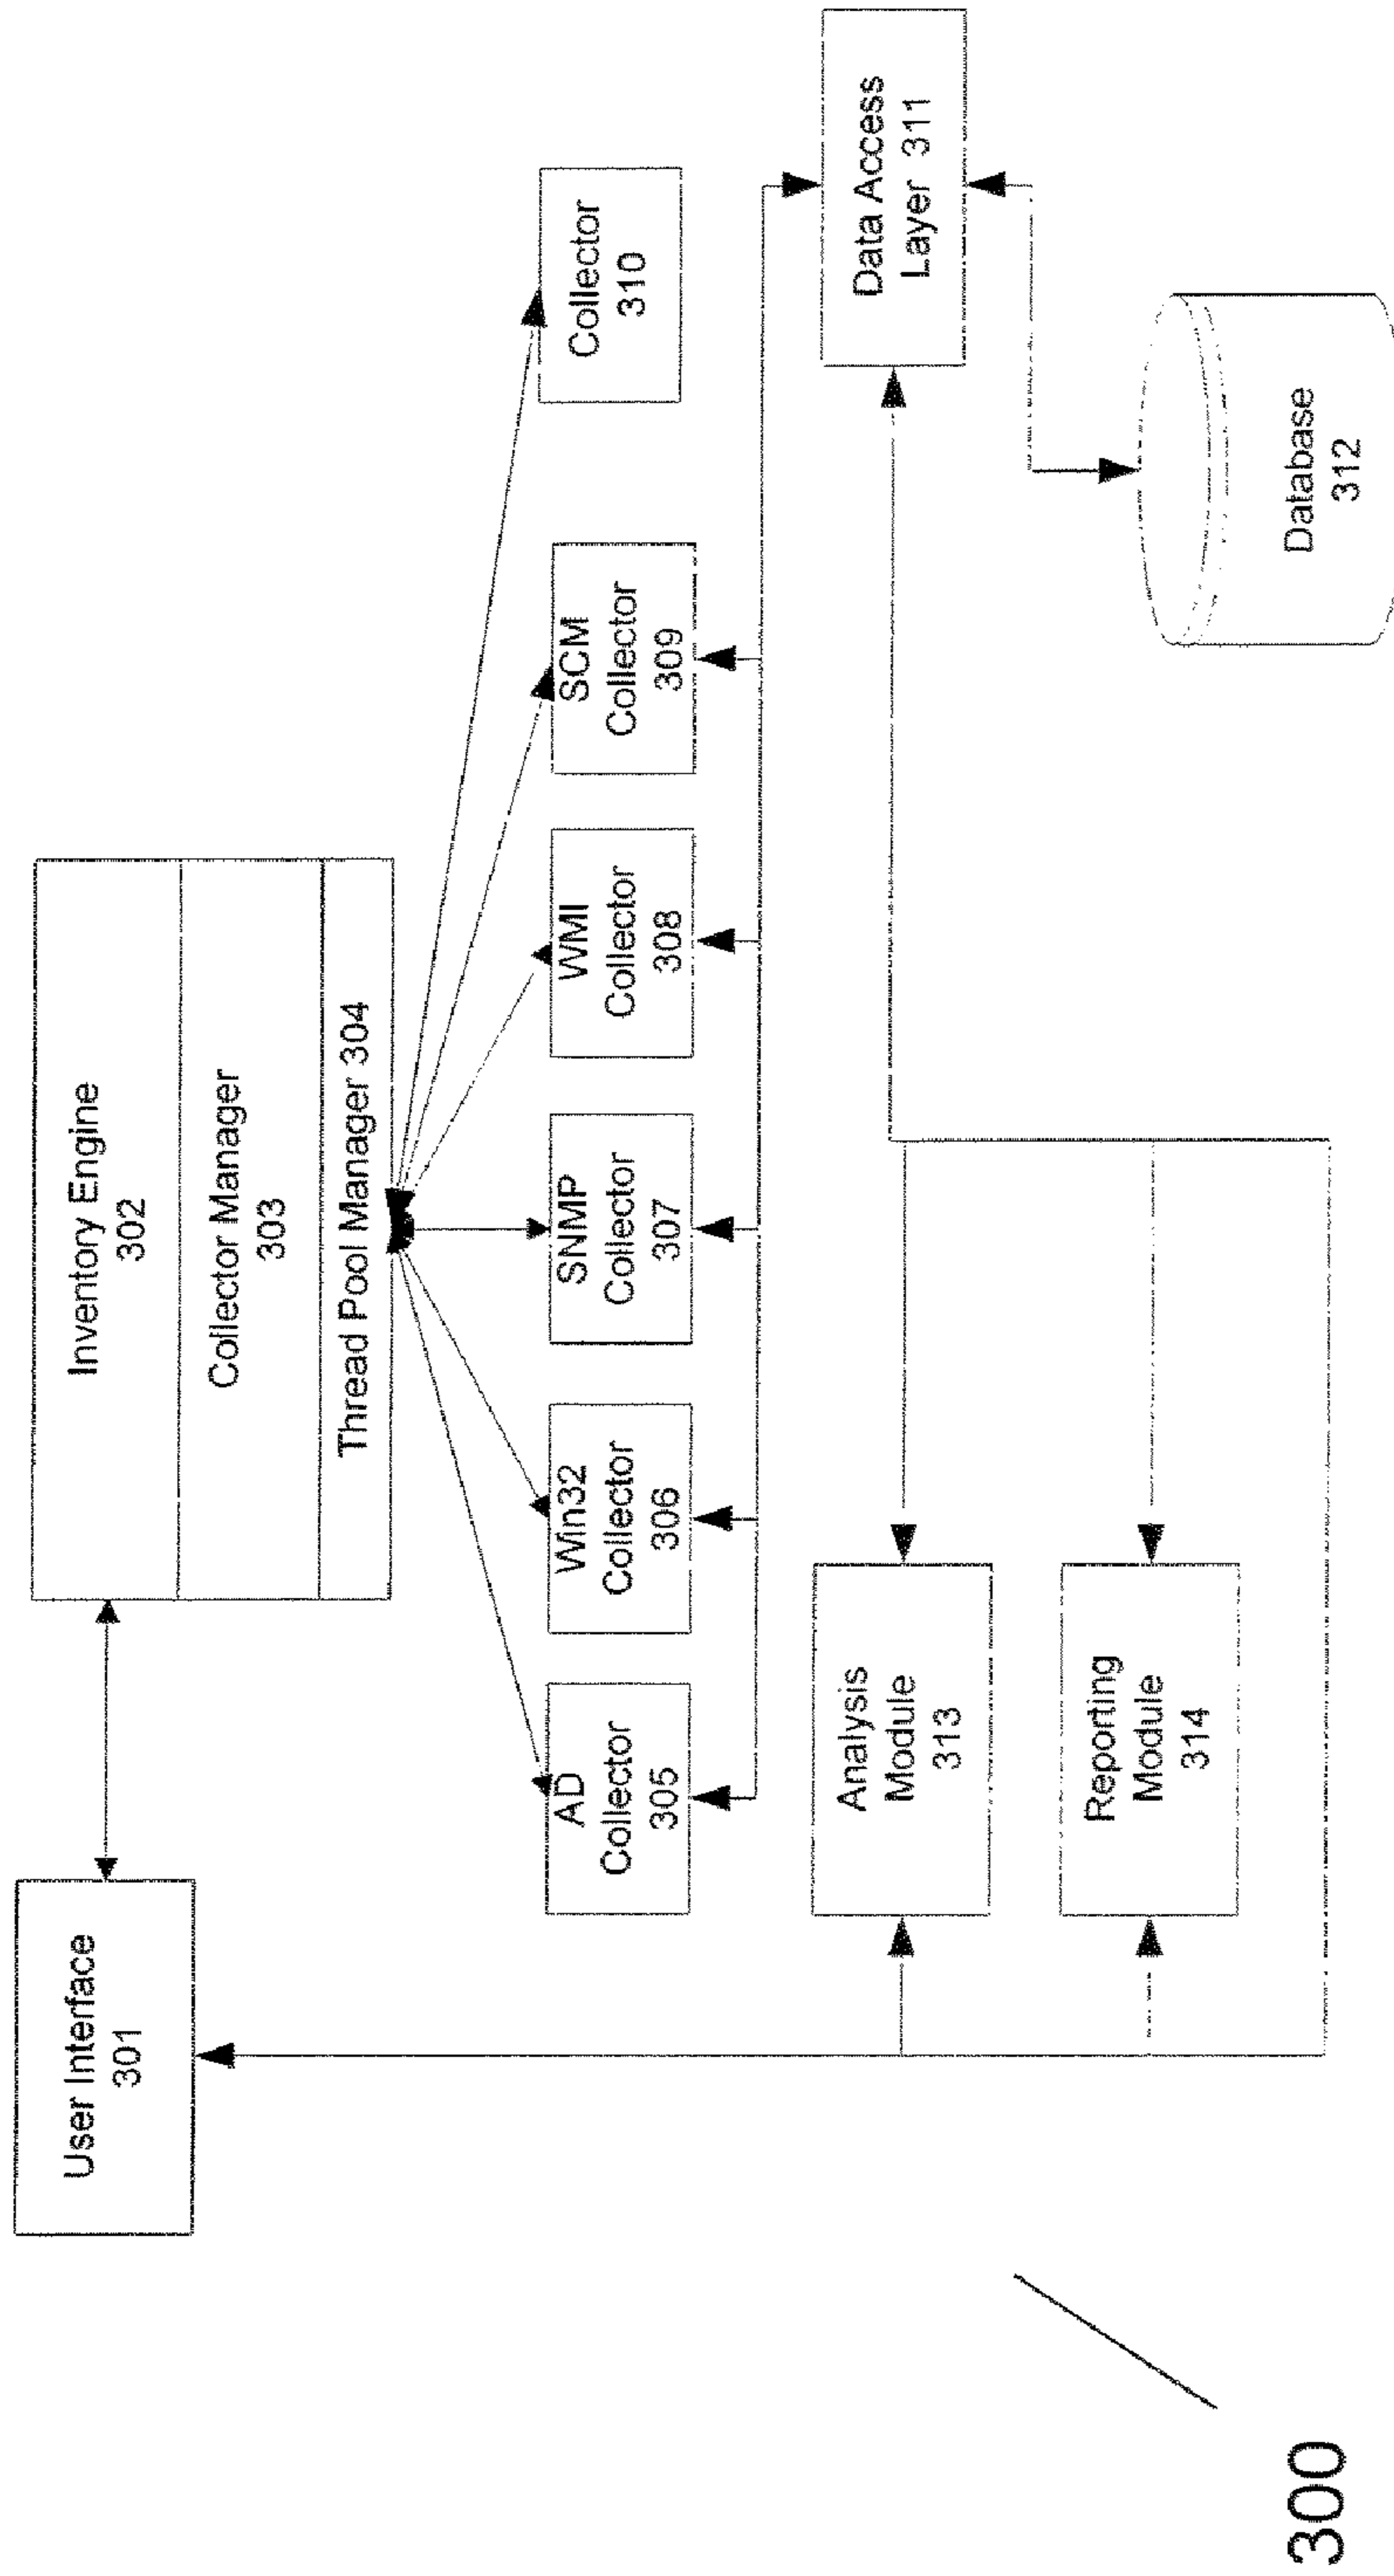 User Interface
301
Inventory Engine
302
Collector Manager
303
Thread Pool Manager 304
AD
Collector
305
Win32
Collector
306
SNMP
Collector
307
WMI
Collector
308
SCM
Collector
309
Collector
310
Analysis
Module
313
Reporting
Module
314
Data Access
Layer 311
Database
312
300